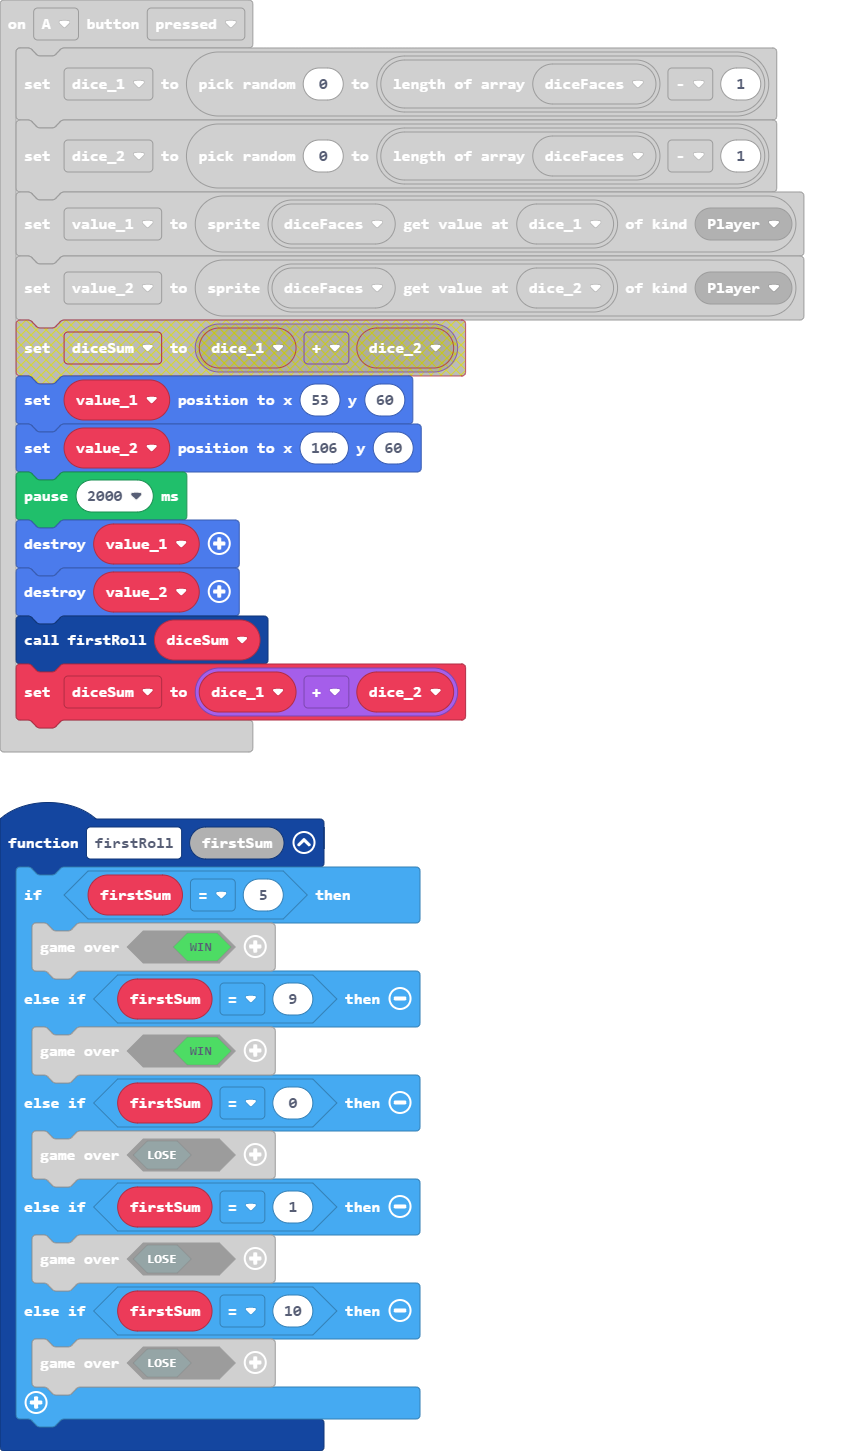 on A button pressed
set dice_1 to pick random 0 to length of array diceFaces - 1
set dice_2 to pick random 0 to length of array diceFaces - 1
set value_1 to sprite diceFaces get value at dice_1 of kind Player
set value_2 to sprite diceFaces get value at dice_2 of kind Player
set diceSum to dice_1 + dice_2
set value_1 position to x 53 y 60
set value_2 position to x 106 y 60
pause 2000 ms
destroy value_1
destroy value_2
call firstRoll diceSum
set diceSum to dice_1 + dice_2
function firstRoll firstSum
if firstSum = 5 then
game over WIN
else if firstSum = 9 then
game over WIN
else if firstSum = 0 then
game over LOSE
else if firstSum = 1 then
game over LOSE
else if firstSum = 10 then
game over LOSE